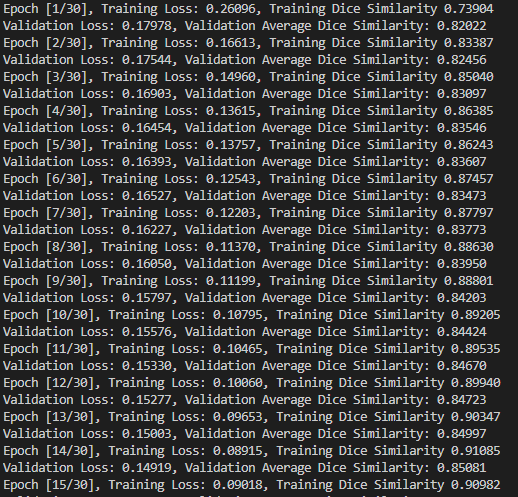 Epoch [1/30], Training Loss: 0.26096, Training Dice Similarity 0.73904
Validation Loss: 0.17978, Validation Average Dice Similarity: 0.82022
Epoch [2/30], Training Loss: 0.16613, Training Dice Similarity 0.83387
Validation Loss: 0.17544, Validation Average Dice Similarity: 0.82456
Epoch [3/30], Training Loss: 0.14960, Training Dice Similarity 0.85040
Validation Loss: 0.16903, Validation Average Dice Similarity: 0.83097
Epoch [4/30], Training Loss: 0.13615, Training Dice Similarity 0.86385
Validation Loss: 0.16454, Validation Average Dice Similarity: 0.83546
Epoch [5/30], Training Loss: 0.13757, Training Dice Similarity 0.86243
Validation Loss: 0.16393, Validation Average Dice Similarity: 0.83607
Epoch [6/30], Training Loss: 0.12543, Training Dice Similarity 0.87457
Validation Loss: 0.16527, Validation Average Dice Similarity: 0.83473
Epoch [7/30], Training Loss: 0.12203, Training Dice Similarity 0.87797
Validation Loss: 0.16227, Validation Average Dice Similarity: 0.83773
Epoch [8/30], Training Loss: 0.11370, Training Dice Similarity 0.88630
Validation Loss: 0.16050, Validation Average Dice Similarity: 0.83950
Epoch [9/30], Training Loss: 0.11199, Training Dice Similarity 0.88801
Validation Loss: 0.15797, Validation Average Dice Similarity: 0.84203
Epoch [10/30], Training Loss: 0.10795, Training Dice Similarity 0.89205
Validation Loss: 0.15576, Validation Average Dice Similarity: 0.84424
Epoch [11/30], Training Loss: 0.10465, Training Dice Similarity 0.89535
Validation Loss: 0.15330, Validation Average Dice Similarity: 0.84670
Epoch [12/30], Training Loss: 0.10060, Training Dice Similarity 0.89940
Validation Loss: 0.15277, Validation Average Dice Similarity: 0.84723
Epoch [13/30], Training Loss: 0.09653, Training Dice Similarity 0.90347
Validation Loss: 0.15003, Validation Average Dice Similarity: 0.84997
Epoch [14/30], Training Loss: 0.08915, Training Dice Similarity 0.91085
Validation Loss: 0.14919, Validation Average Dice Similarity: 0.85081
Epoch [15/30], Training Loss: 0.09018, Training Dice Similarity 0.90982